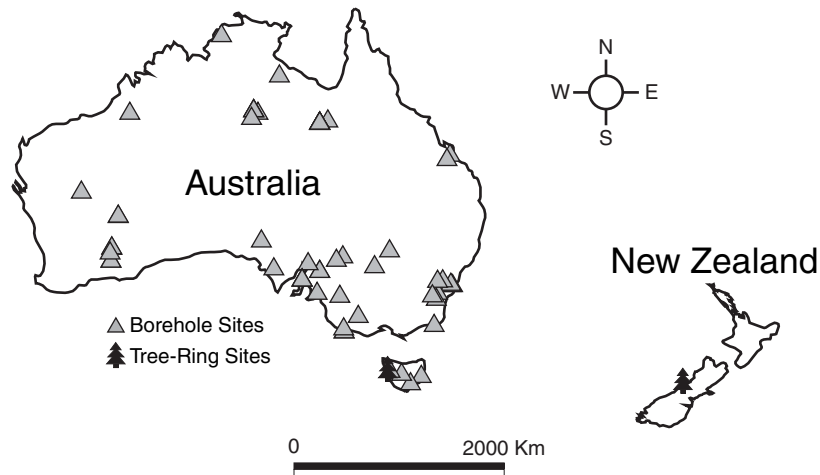 N
W E
S
Australia
New Zealand
Borehole Sites
Tree-Ring Sites
0 2000 Km